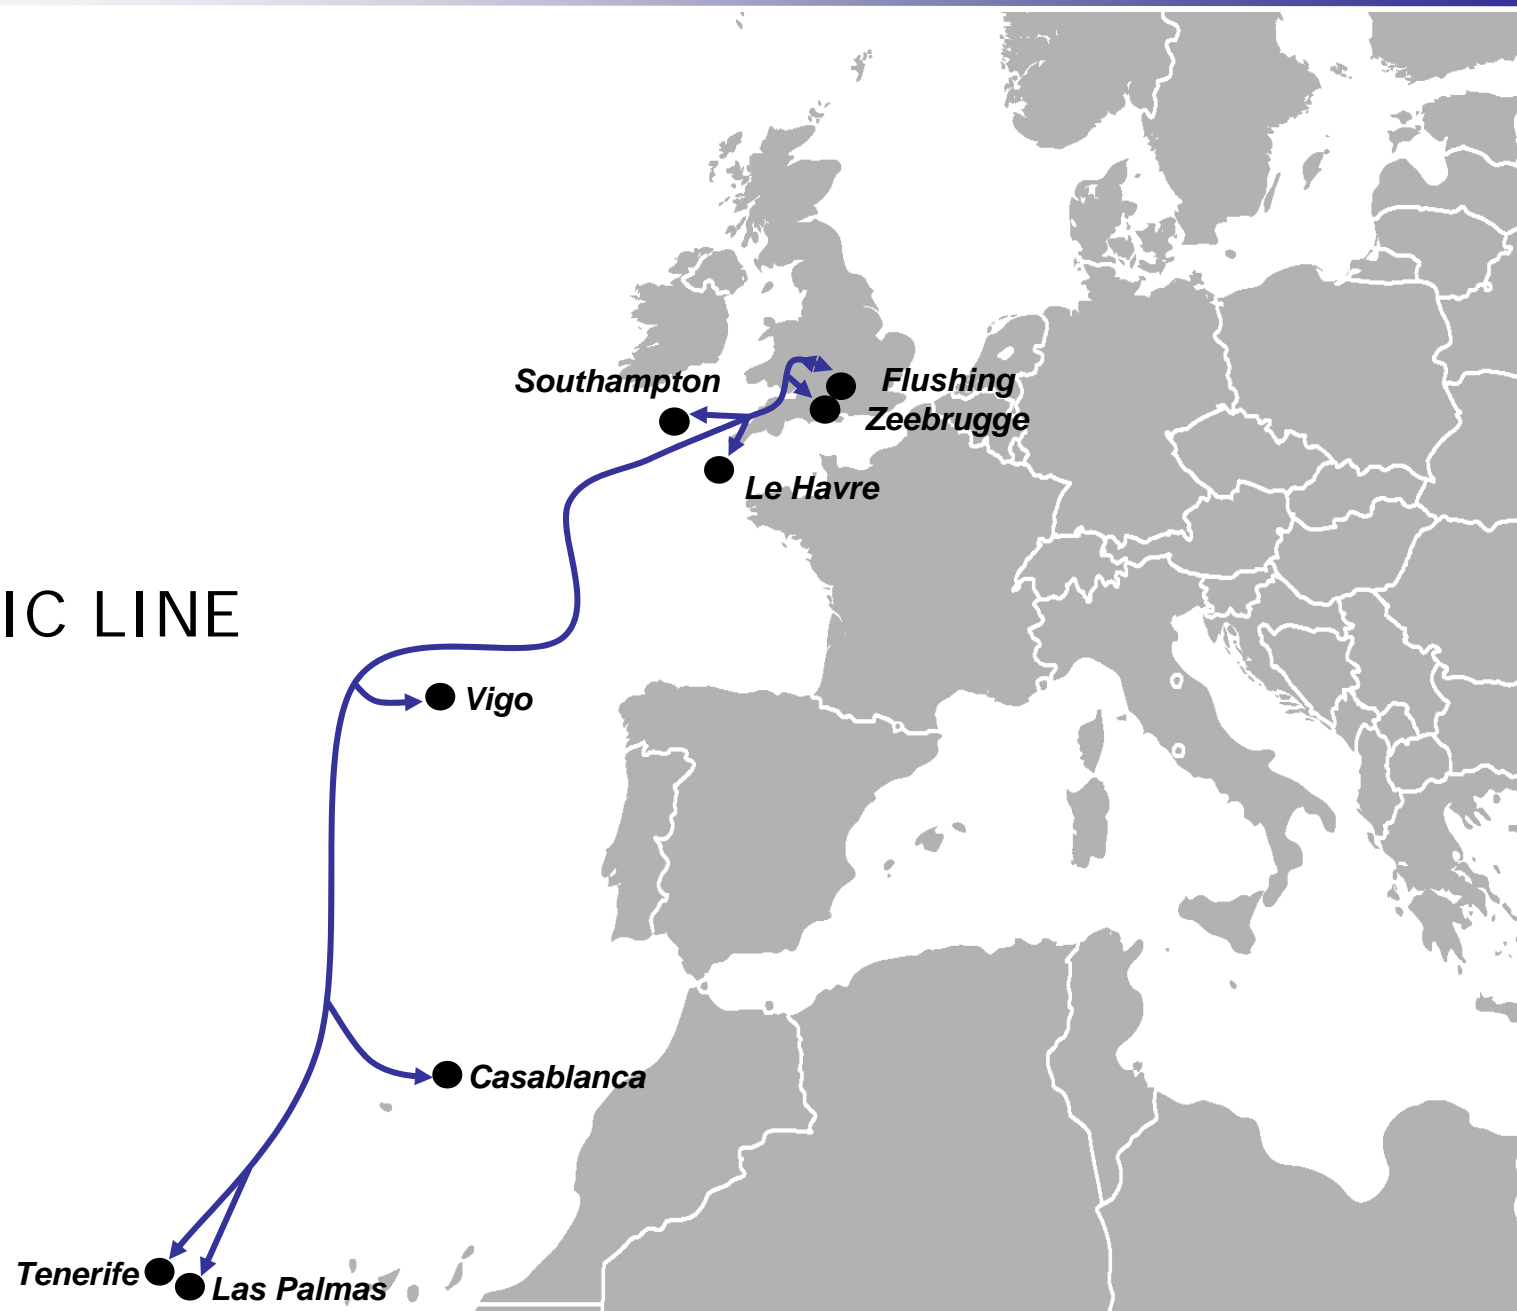 Southampton
Flushing
Zeebrugge
Le Havre
IC LINE
Vigo
Casablanca
Tenerife
Las Palmas